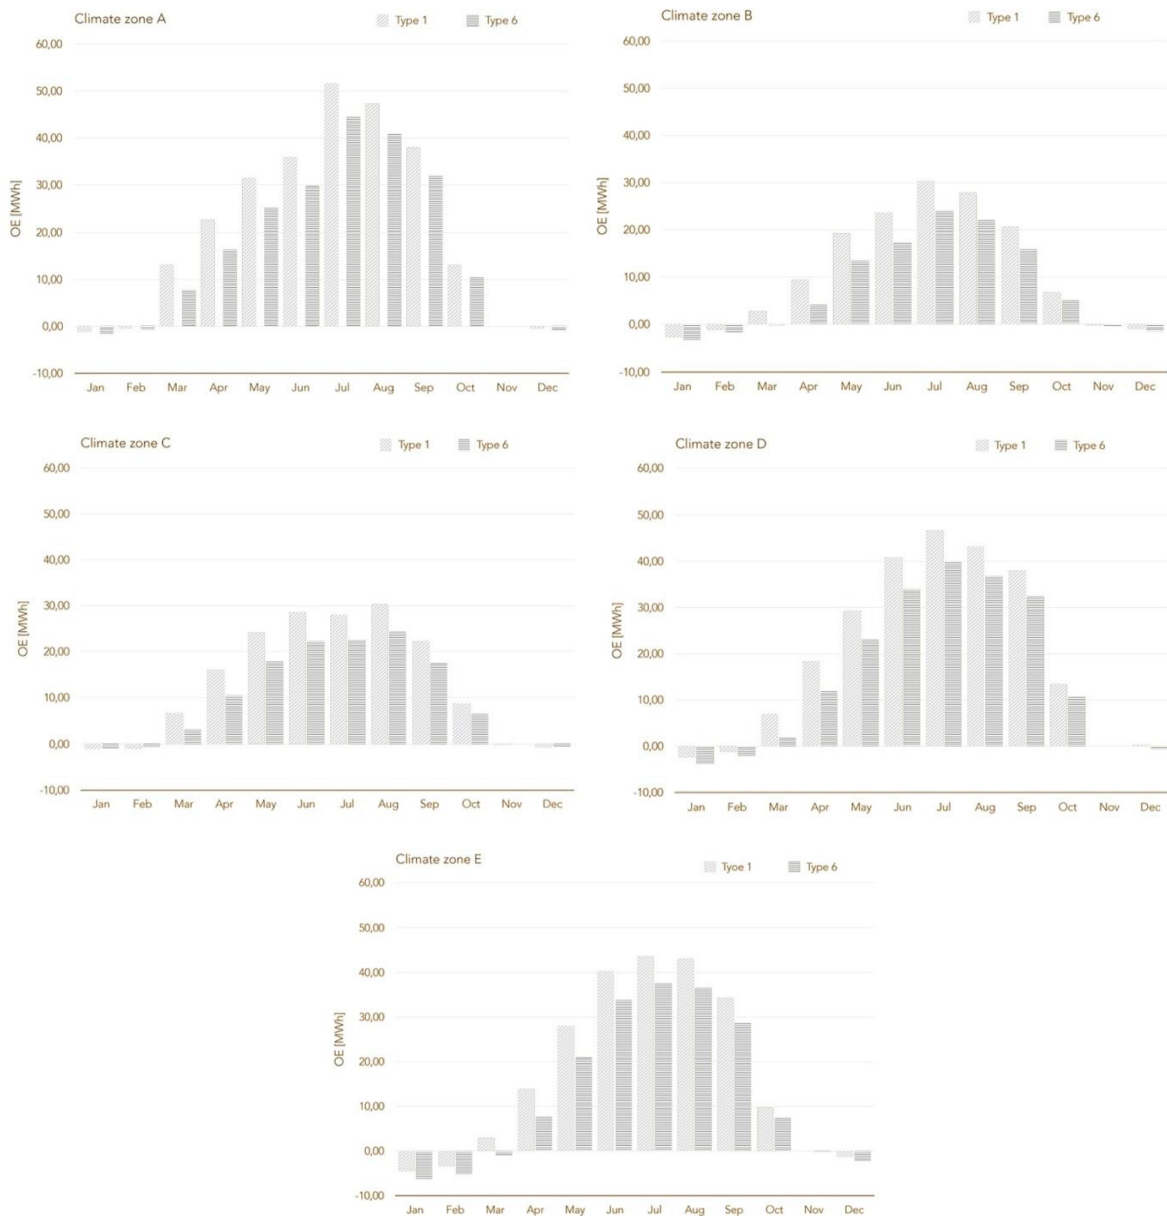 Climate zone A
Type 1 Type 6
60,00
50,00
40,00
30,00
20,00
10,00
0,00
-10,00
OE [MWh]
Jan Feb Mar Apr May Jun Jul Aug Sep Oct Nov Dec
Climate zone B
Type 1 Type 6
60,00
50,00
40,00
30,00
20,00
10,00
0,00
-10,00
OE [MWh]
Jan Feb Mar Apr May Jun Jul Aug Sep Oct Nov Dec
Climate zone C
Type 1 Type 6
60,00
50,00
40,00
30,00
20,00
10,00
0,00
-10,00
OE [MWh]
Jan Feb Mar Apr May Jun Jul Aug Sep Oct Nov Dec
Climate zone D
Type 1 Type 6
60,00
50,00
40,00
30,00
20,00
10,00
0,00
-10,00
OE [MWh]
Jan Feb Mar Apr May Jun Jul Aug Sep Oct Nov Dec
Climate zone E
Tyoe 1 Type 6
60,00
50,00
40,00
30,00
20,00
10,00
0,00
-10,00
OE [MWh]
Jan Feb Mar Apr May Jun Jul Aug Sep Oct Nov Dec